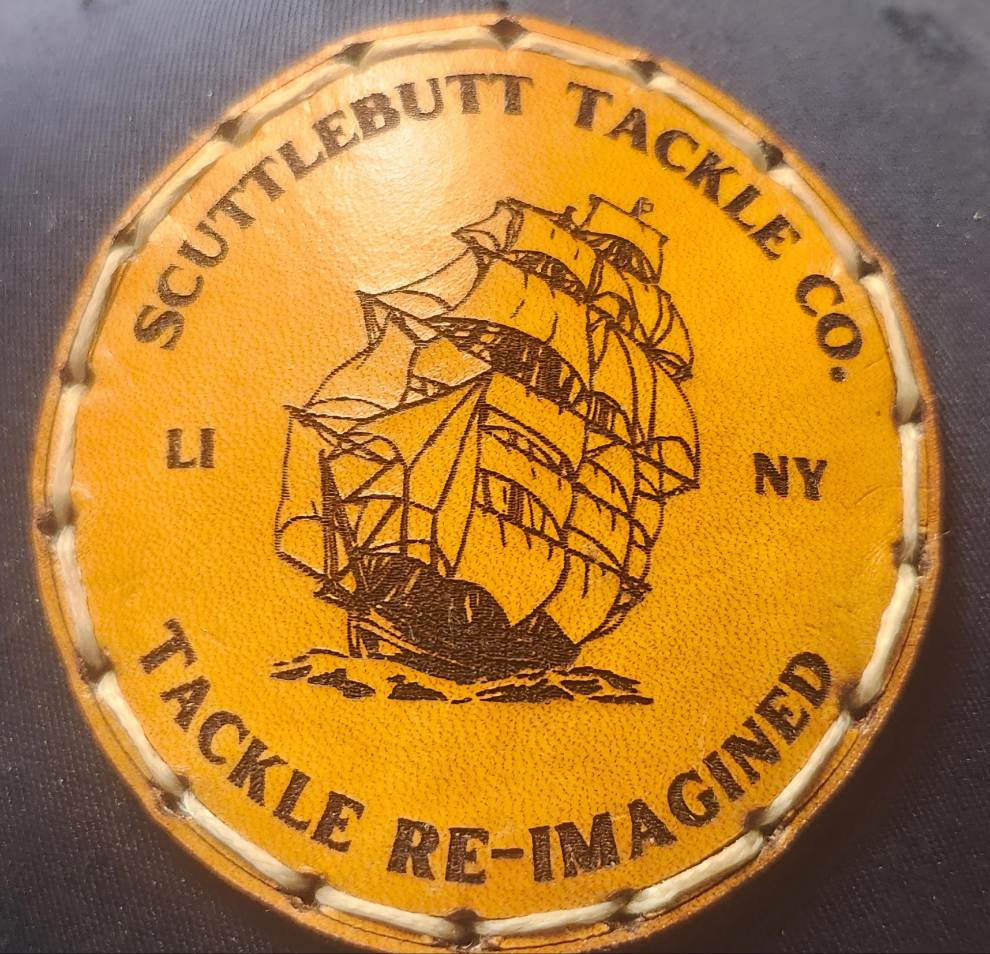 SCUTTLEBUTT TACKLE CO.
LI
NY
TACKLE RE-IMAGINED